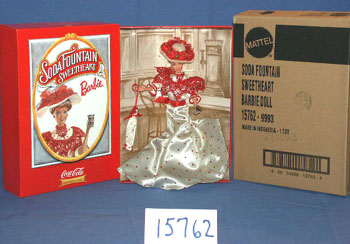 SODA FOUNTAIN
SWEETHEART
Barbie
Coca-Cola
MATTEL
SODA FOUNTAIN
SWEETHEART
BARBIE DOLL
15762-9993
MADE IN INDONESIA
15762